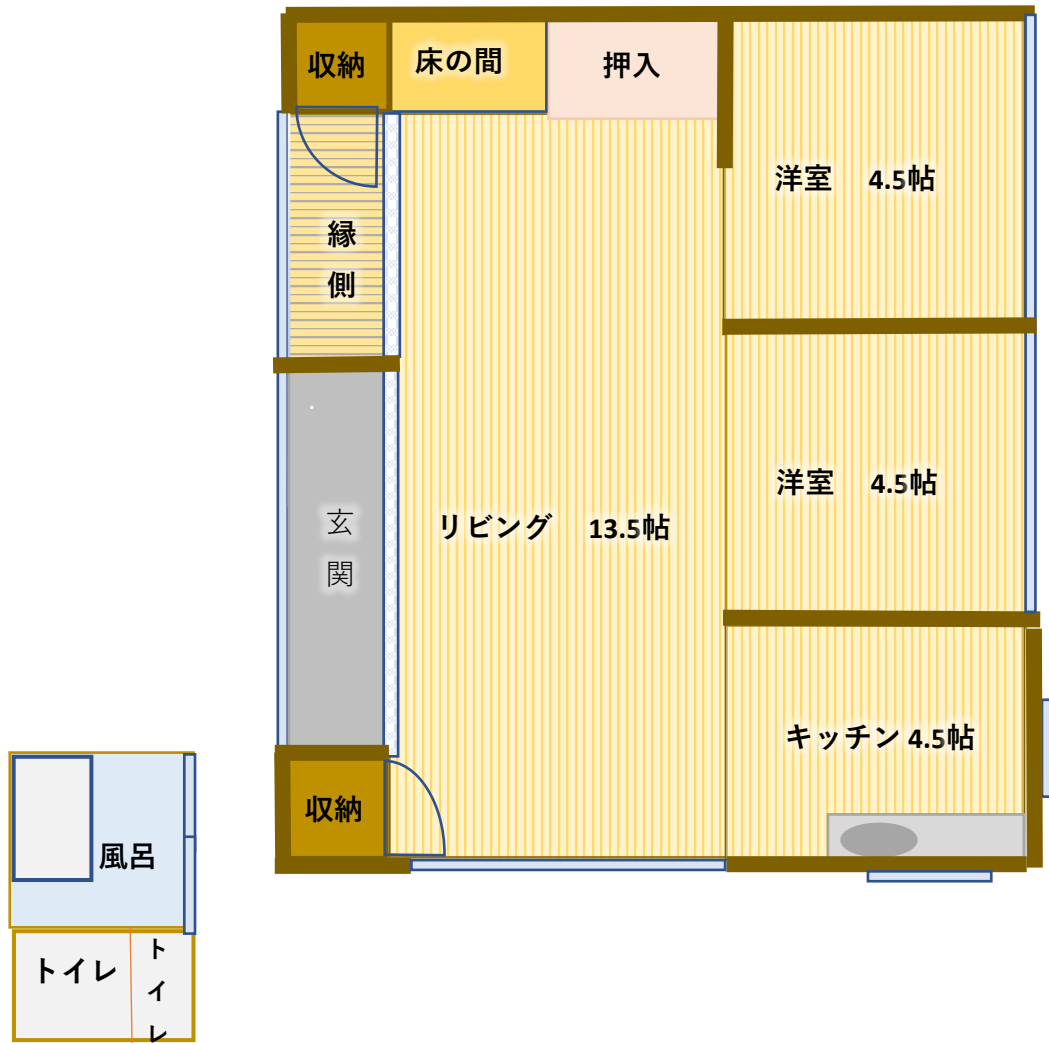 収納
床の間
押入
洋室 4.5帖
縁側
洋室 4.5帖
玄関
リビング 13.5帖
キッチン 4.5帖
収納
風呂
トイレ
トイレ